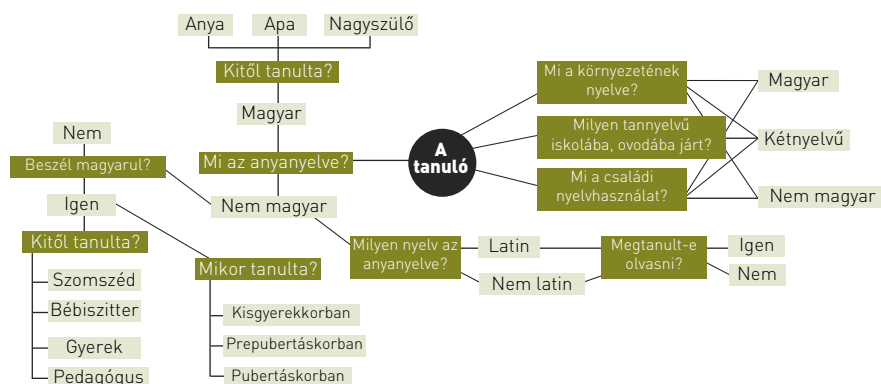 Anya
Apa
Nagyszülő
Kitől tanulta?
Magyar
Mi az anyanyelve?
Nem magyar
Nem
Beszél magyarul?
Igen
Kitől tanulta?
Szomszéd
Bébiszitter
Gyerek
Pedagógus
Mikor tanulta?
Kisgyerekkorban
Prepubertáskorban
Pubertáskorban
A
tanuló
Mi a környezetének
nyelve?
Milyen tannyelvű
iskolába, ovodába járt?
Mi a családi
nyelvhasználat?
Magyar
Kétnyelvű
Nem magyar
Milyen nyelv az
anyanyelve?
Latin
Nem latin
Megtanult-e
olvasni?
Igen
Nem